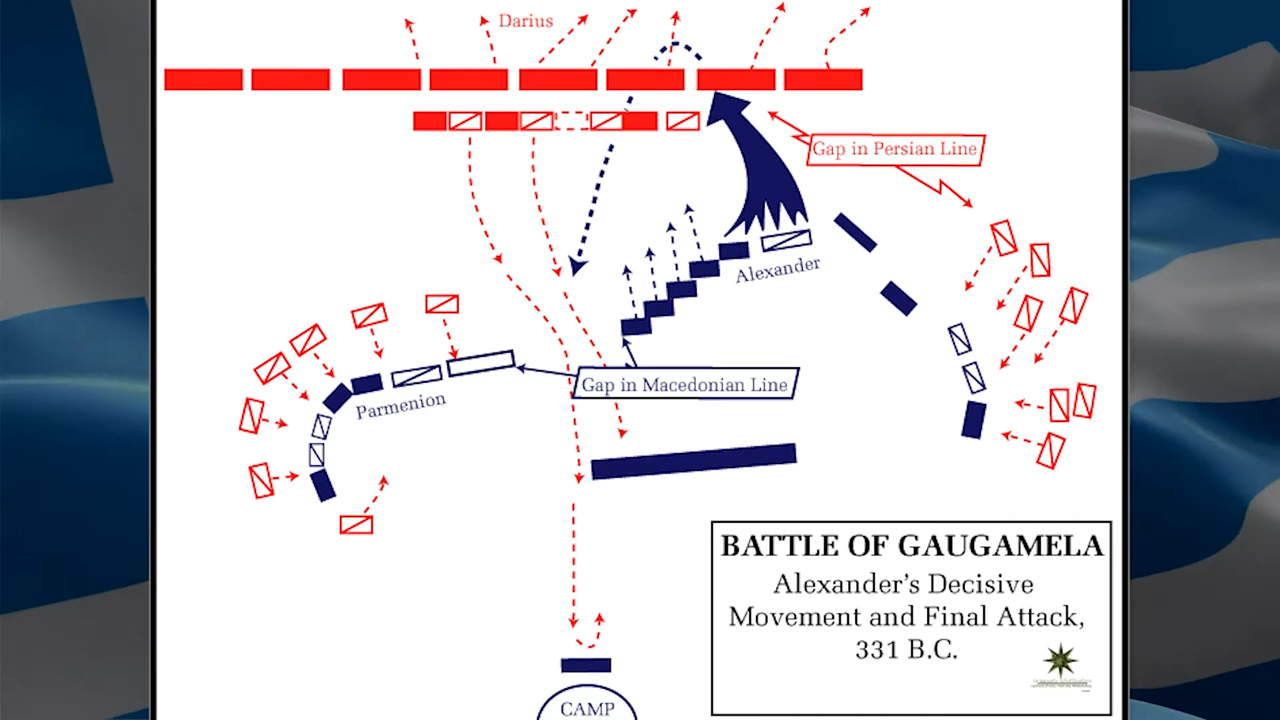 Darius
Gap in Persian Line
Alexander
Gap in Macedonian Line
Parmenion
BATTLE OF GAUGAMELA
Alexander's Decisive
Movement and Final Attack,
331 B.C.
CAMP